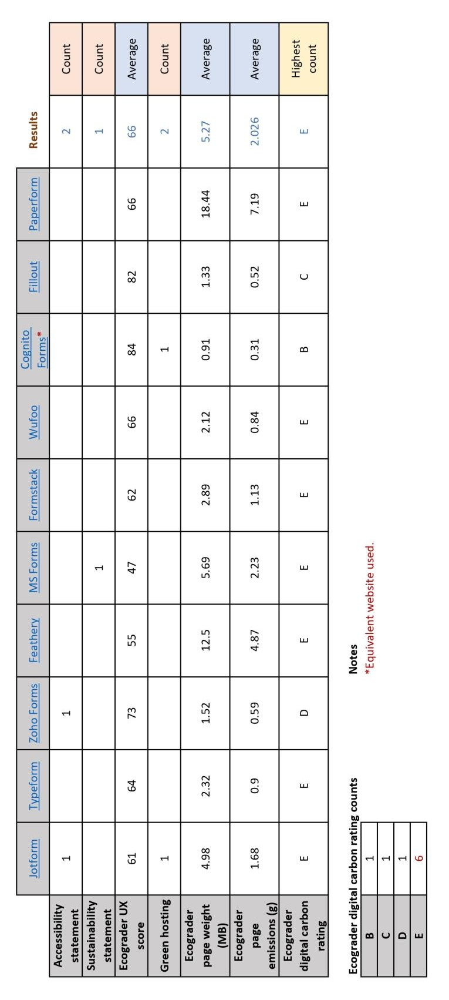 Jotform Typeform Zoho Forms Feathery MS Forms Formstack Wufoo Cognito Forms* Fillout Paperform Results
Accessibility statement 1 1 2 Count
Sustainability statement 1 1 Count
Ecograder UX score 61 64 73 55 47 62 66 84 82 66 66 Average
Green hosting 1 1 2 Count
Ecograder page weight (MB) 4.98 2.32 1.52 12.5 5.69 2.89 2.12 0.91 1.33 18.44 5.27 Average
Ecograder page emissions (g) 1.68 0.9 0.59 4.87 2.23 1.13 0.84 0.31 0.52 7.19 2.026 Average
Ecograder digital carbon rating E E D E E E E B C E E Highest count
Ecograder digital carbon rating counts
B 1
C 1
D 1
E 6
Notes
*Equivalent website used.